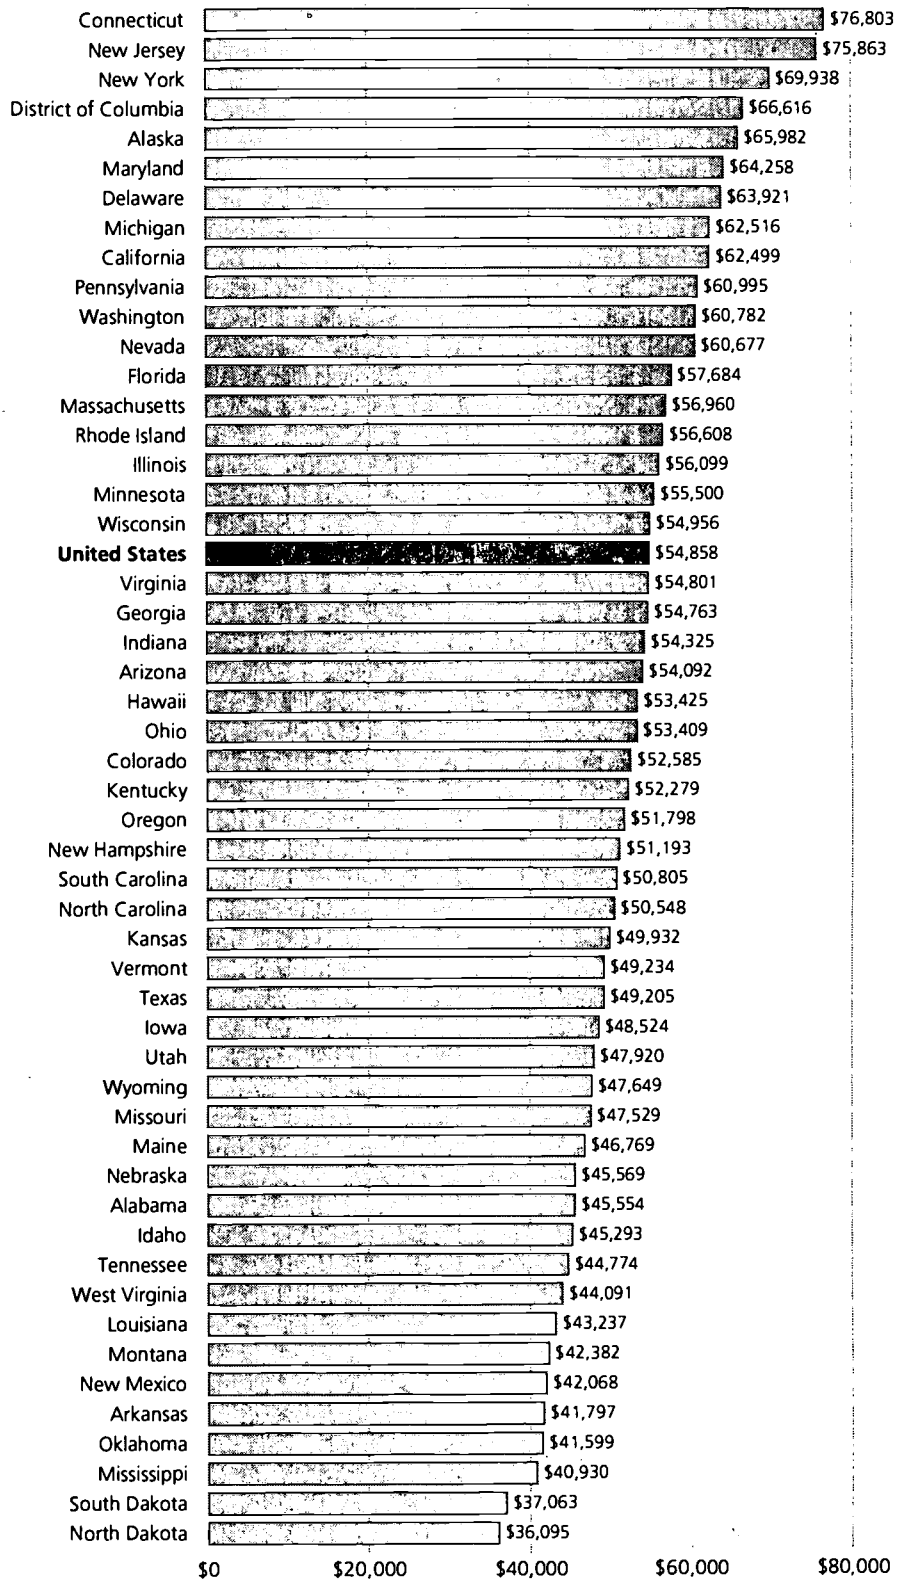 Connecticut $76,803
New Jersey $75,863
New York $69,938
District of Columbia $66,616
Alaska $65,982
Maryland $64,258
Delaware $63,921
Michigan $62,516
California $62,499
Pennsylvania $60,995
Washington $60,782
Nevada $60,677
Florida $57,684
Massachusetts $56,960
Rhode Island $56,608
Illinois $56,099
Minnesota $55,500
Wisconsin $54,956
United States $54,858
Virginia $54,801
Georgia $54,763
Indiana $54,325
Arizona $54,092
Hawaii $53,425
Ohio $53,409
Colorado $52,585
Kentucky $52,279
Oregon $51,798
New Hampshire $51,193
South Carolina $50,805
North Carolina $50,548
Kansas $49,932
Vermont $49,234
Texas $49,205
Iowa $48,524
Utah $47,920
Wyoming $47,649
Missouri $47,529
Maine $46,769
Nebraska $45,569
Alabama $45,554
Idaho $45,293
Tennessee $44,774
West Virginia $44,091
Louisiana $43,237
Montana $42,382
New Mexico $42,068
Arkansas $41,797
Oklahoma $41,599
Mississippi $40,930
South Dakota $37,063
North Dakota $36,095
$0 $20,000 $40,000 $60,000 $80,000